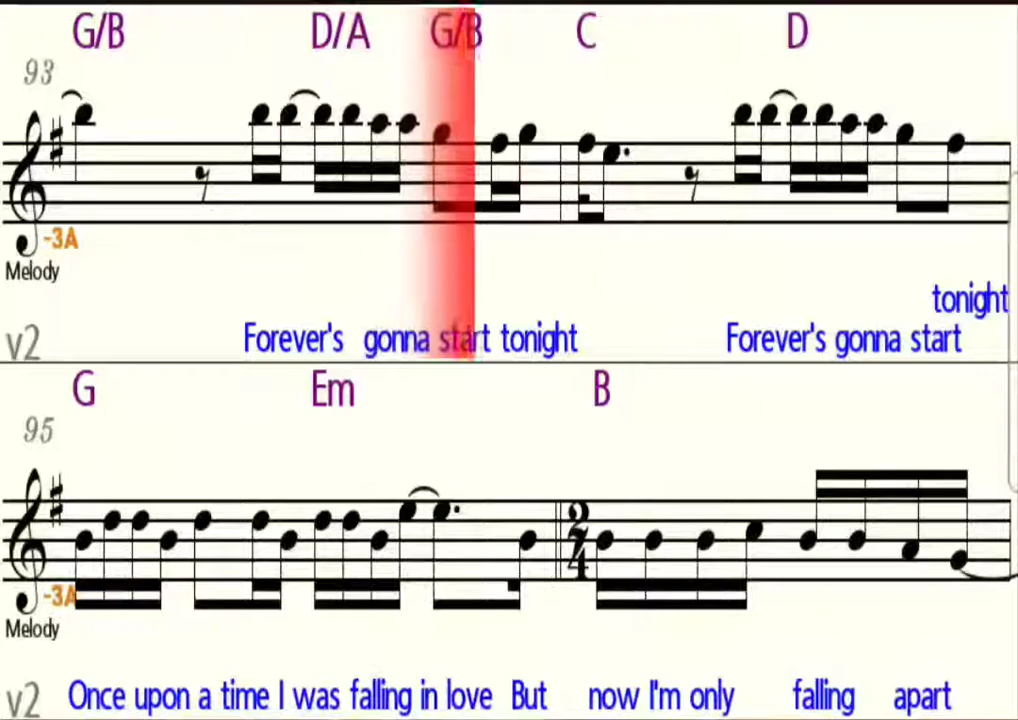 G/B D/A G/B C D
93
-3A
Melody
tonight
v2 Forever's gonna start tonight Forever's gonna start
G Em B
95
2
4
-3A
Melody
v2 Once upon a time I was falling in love But now I'm only falling apart